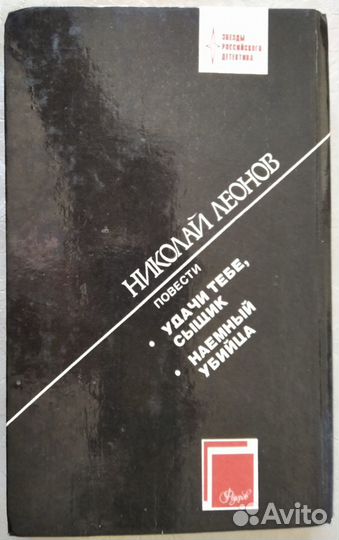 ЗВЕЗДЫ
РОССИЙСКОГО
ДЕТЕКТИВА
НИКОЛАЙ ЛЕОНОВ
ПОВЕСТИ
• УДАЧИ ТЕБЕ,
СЫЩИК
• НАЕМНЫЙ
УБИЙЦА
Avito